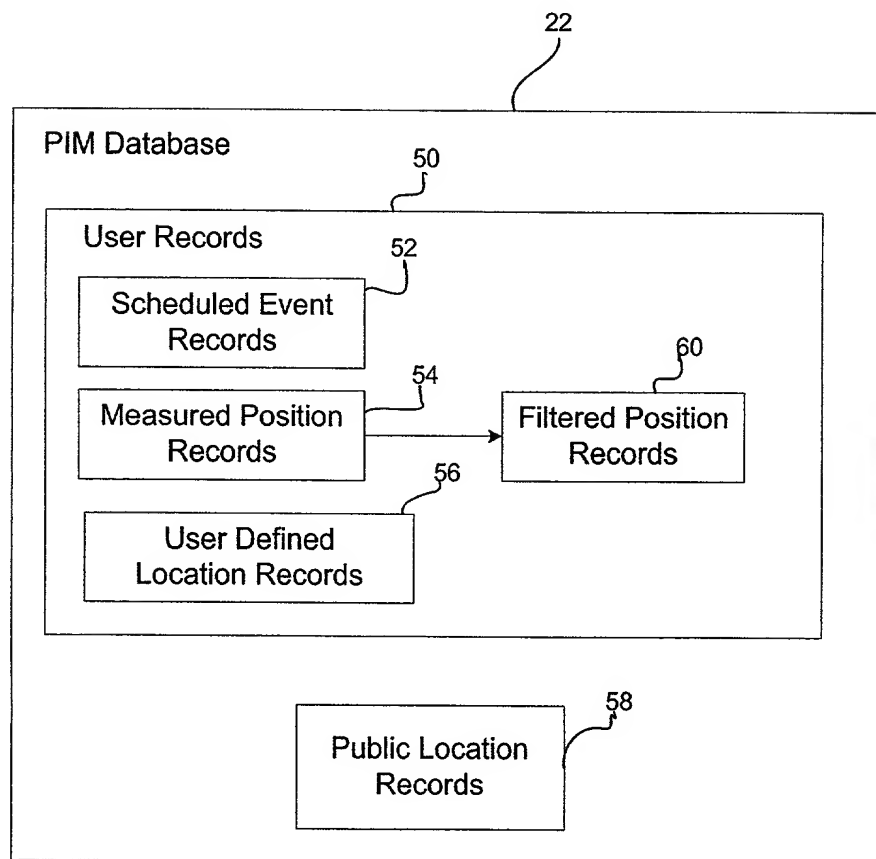 22
PIM Database
50
User Records
52
Scheduled Event
Records
54
60
Measured Position
Records
Filtered Position
Records
56
User Defined
Location Records
58
Public Location
Records